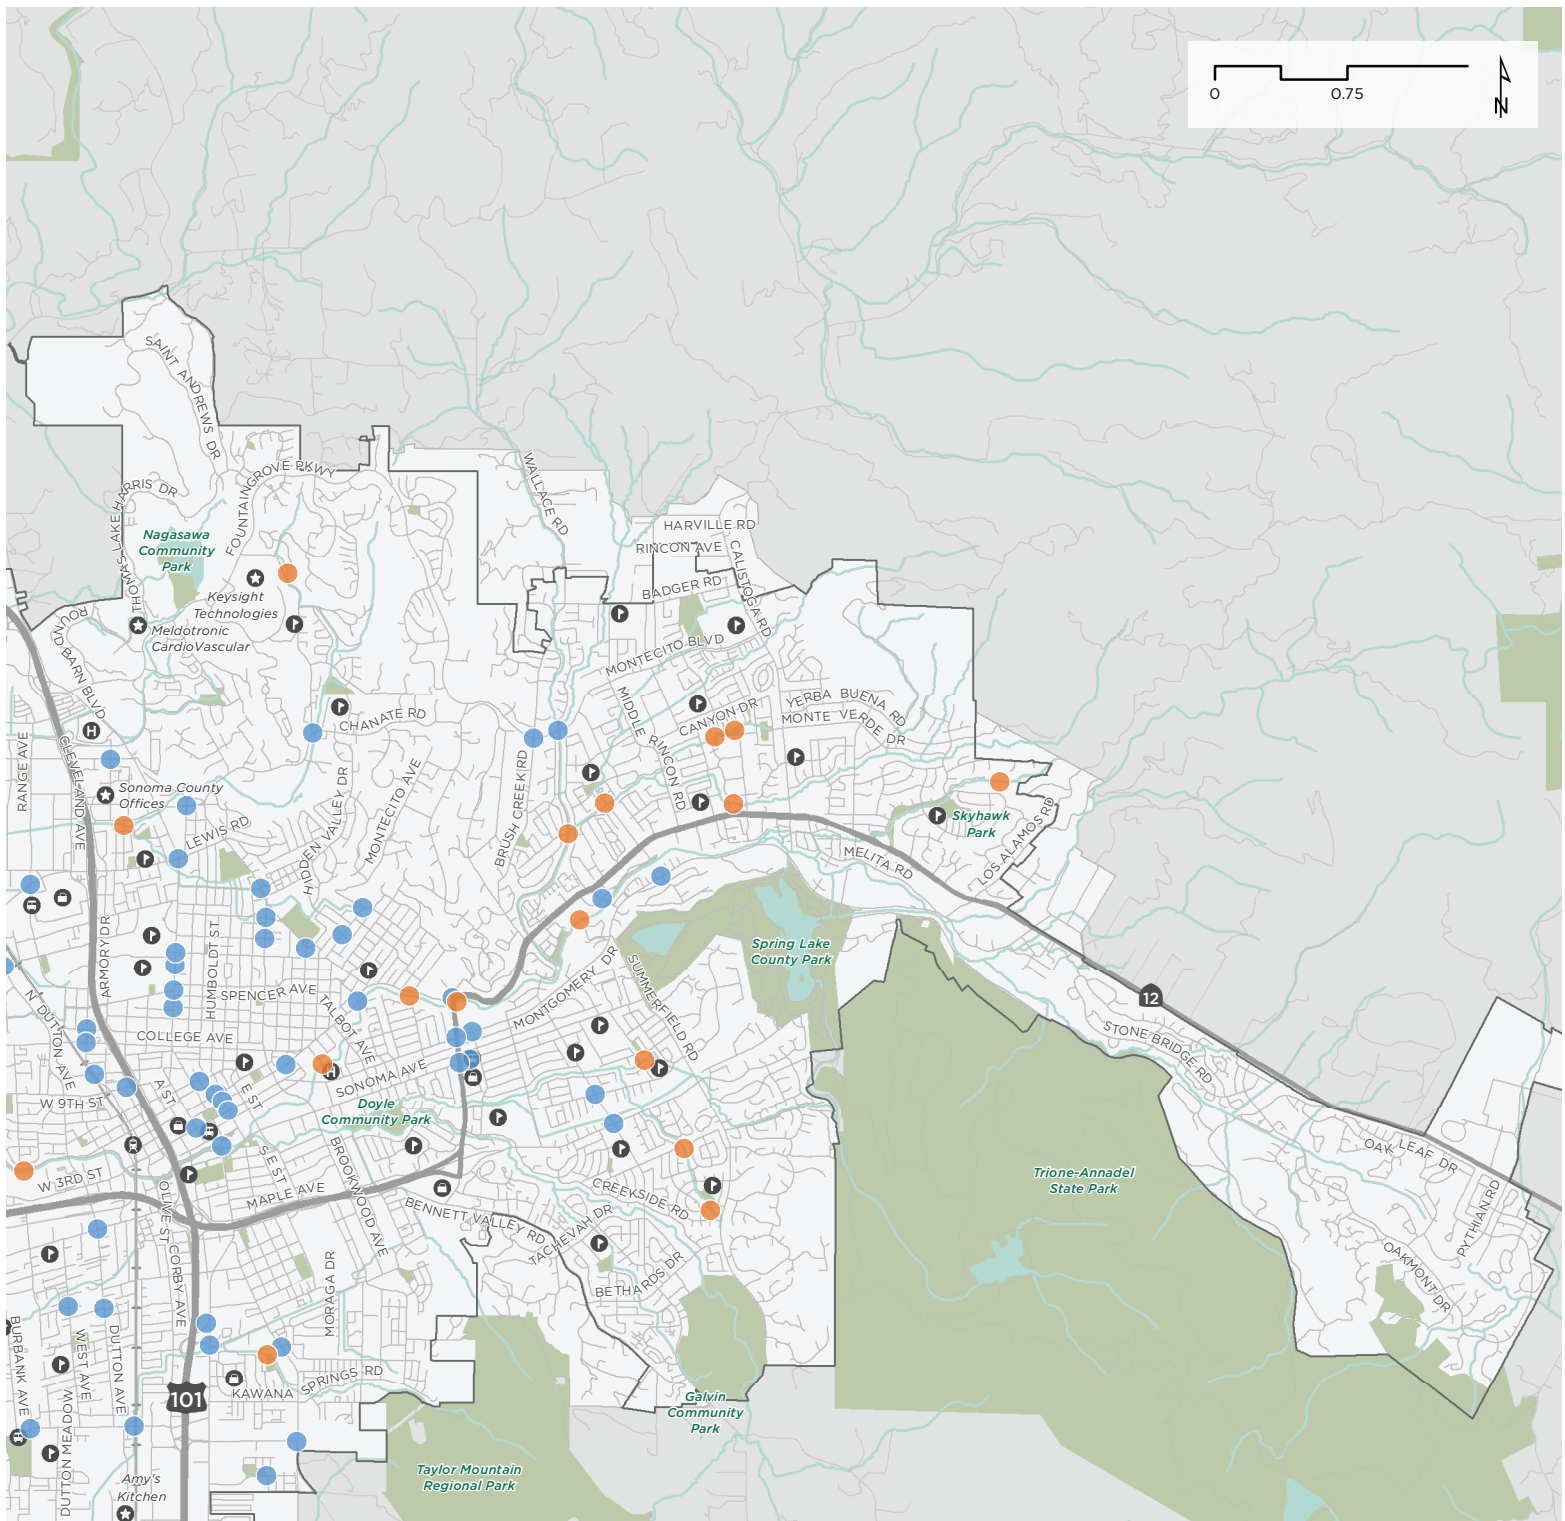 0
0.75
N
SAINT ANDREWS DR
FOUNTAINGROVE PKWY
WALLACE RD
THOMAS LAKE HARRIS DR
HARVILLE RD
Nagasawa
Community
Park
RINCON AVE
CALISTOGA RD
BADGER RD
Keysight
Technologies
ROUND BARN BLVD
Meldotronic
CardioVascular
MONTECITO BLVD
MIDDLE RINCON RD
YERBA BUENA RD
CANYON DR
MONTE VERDE DR
CHANATE RD
H
RANGE AVE
CLEVELAND AVE
Sonoma County
Offices
LEWIS RD
HIDDEN VALLEY DR
MONTECITO AVE
BRUSH CREEK RD
Skyhawk
Park
LOS ALAMOS RD
MELITA RD
ARMORY DR
HUMBOLDT ST
SPENCER AVE
TALBOT AVE
MONTGOMERY DR
SUMMERFIELD RD
Spring Lake
County Park
12
N DUTTON AVE
COLLEGE AVE
STONE BRIDGE RD
H
SONOMA AVE
W 9TH ST
A ST
E ST
Doyle
Community Park
OAK LEAF DR
W 3RD ST
SE ST
BROOKWOOD AVE
MAPLE AVE
CREEKSIDE RD
Trione-Annadel
State Park
PYTHIAN RD
OLIVE ST
BENNETT VALLEY RD
TACHEVAH DR
CORBY AVE
MORAGA DR
BETHARDS DR
OAKMONT DR
BURBANK AVE
WEST AVE
DUTTON AVE
101
KAWANA SPRINGS RD
Galvin
Community
Park
DUTTON MEADOW
Taylor Mountain
Regional Park
Amy's
Kitchen